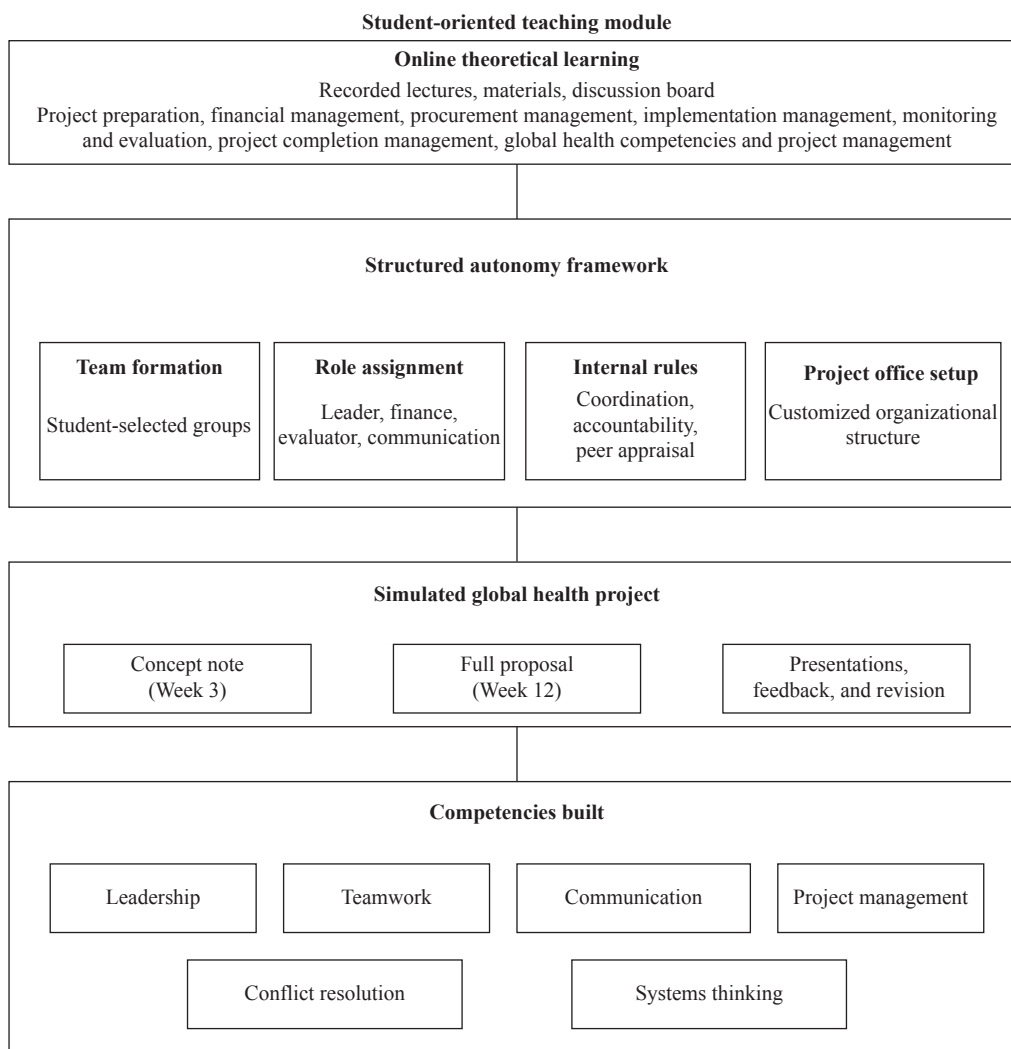 Student-oriented teaching module
Online theoretical learning
Recorded lectures, materials, discussion board
Project preparation, financial management, procurement management, implementation management, monitoring
and evaluation, project completion management, global health competencies and project management
Structured autonomy framework
Team formation
Student-selected groups
Role assignment
Leader, finance,
evaluator, communication
Internal rules
Coordination,
accountability,
peer appraisal
Project office setup
Customized organizational
structure
Simulated global health project
Concept note
(Week 3)
Full proposal
(Week 12)
Presentations,
feedback, and revision
Competencies built
Leadership
Teamwork
Communication
Project management
Conflict resolution
Systems thinking